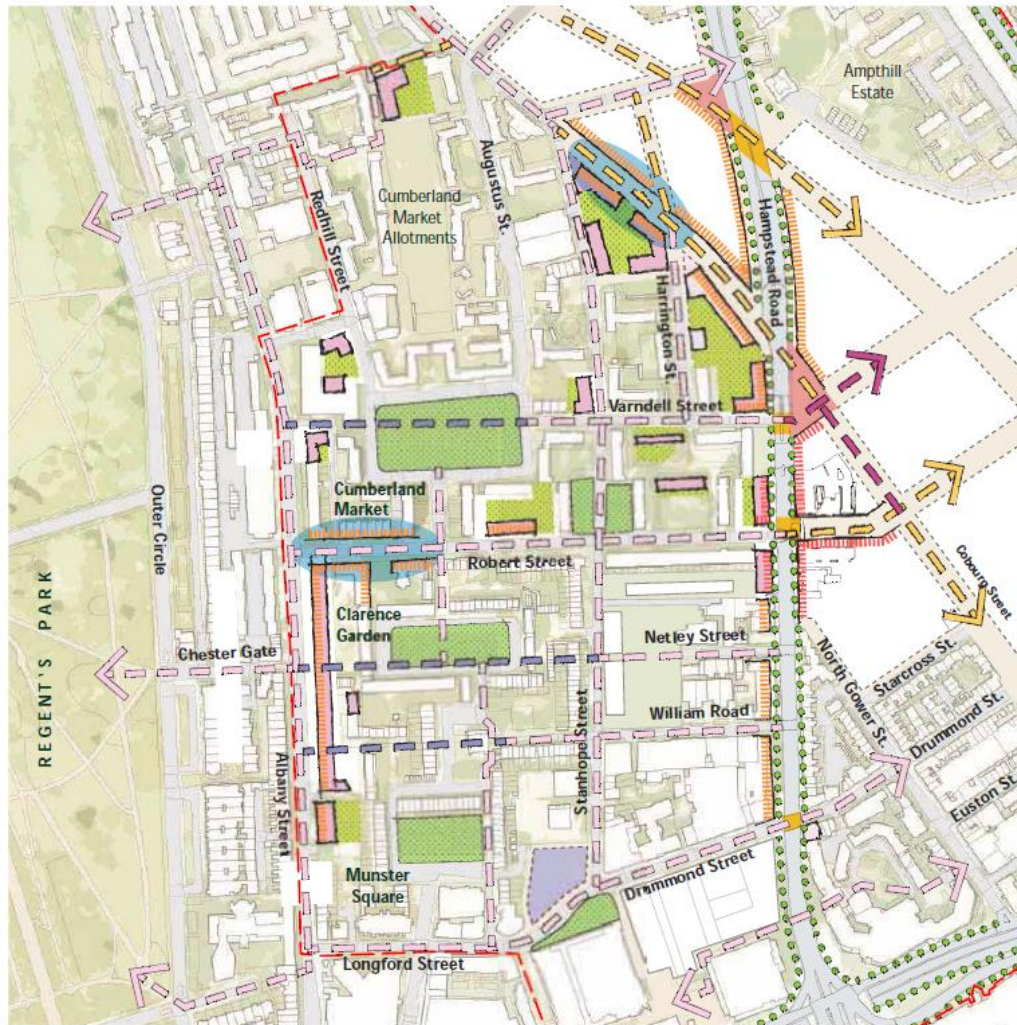 Ampthill
Estate
Augustus St.
Redhill Street
Cumberland
Market
Allotments
Hampstead Road
Harrington St.
Varndell Street
Outer Circle
Cumberland
Market
Robert Street
Cobourg Street
Clarence
Garden
Netley Street
Chester Gate
REGENT'S PARK
North Gower St.
Starcross St.
William Road
Drummond St.
Stanhope Street
Albany Street
Euston St.
Drummond Street
Munster
Square
Longford Street